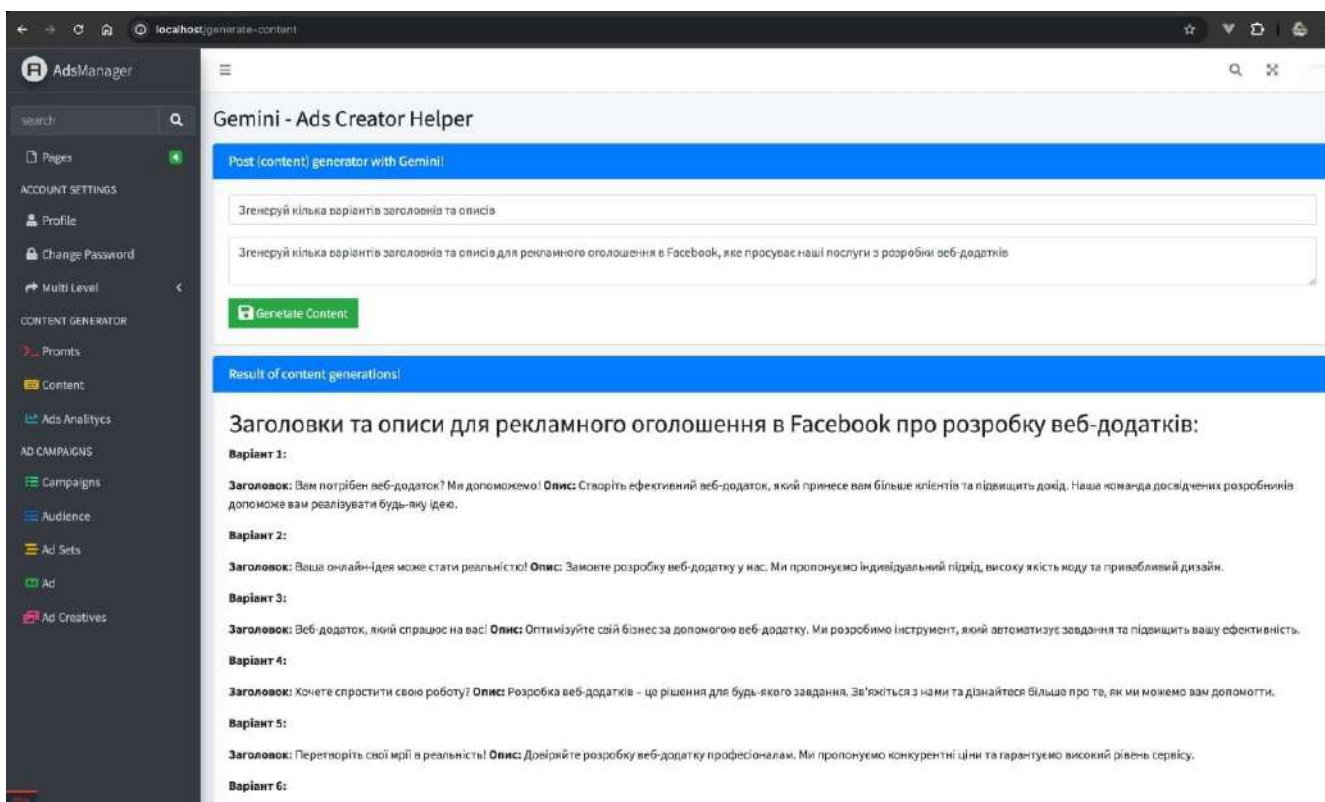 localhost/generate-content
AdsManager
search
Gemini - Ads Creator Helper
Pages 4
Post (content) generator with Gemini!
ACCOUNT SETTINGS
Profile
Згенеруй кілька варіантів заголовків та описів
Change Password
Згенеруй кілька варіантів заголовків та описів для рекламного оголошення в Facebook, яке просуває наші послуги з розробки веб-додатків
Multi Level
CONTENT GENERATOR
Genetate Content
Promts
Content
Result of content generations!
Ads Analitycs
AD CAMPAIGNS
Campaigns
Audience
Ad Sets
Ad
Ad Creatives
Заголовки та описи для рекламного оголошення в Facebook про розробку веб-додатків:
Варіант 1:
Заголовок: Вам потрібен веб-додаток? Ми допоможемо! Опис: Створіть ефективний веб-додаток, який принесе вам більше клієнтів та підвищить дохід. Наша команда досвідчених розробників
допоможе вам реалізувати будь-яку ідею.
Варіант 2:
Заголовок: Ваша онлайн-ідея може стати реальністю! Опис: Замовте розробку веб-додатку у нас. Ми пропонуємо індивідуальний підхід, високу якість коду та привабливий дизайн.
Варіант 3:
Заголовок: Веб-додаток, який спрацює на вас! Опис: Оптимізуйте свій бізнес за допомогою веб-додатку. Ми розробимо інструмент, який автоматизує завдання та підвищить вашу ефективність.
Варіант 4:
Заголовок: Хочете спростити свою роботу? Опис: Розробка веб-додатків – це рішення для будь-якого завдання. Зв'яжіться з нами та дізнайтеся більше про те, як ми можемо вам допомогти.
Варіант 5:
Заголовок: Перетворіть свої мрії в реальність! Опис: Довіряйте розробку веб-додатку професіоналам. Ми пропонуємо конкурентні ціни та гарантуємо високий рівень сервісу.
Варіант 6: